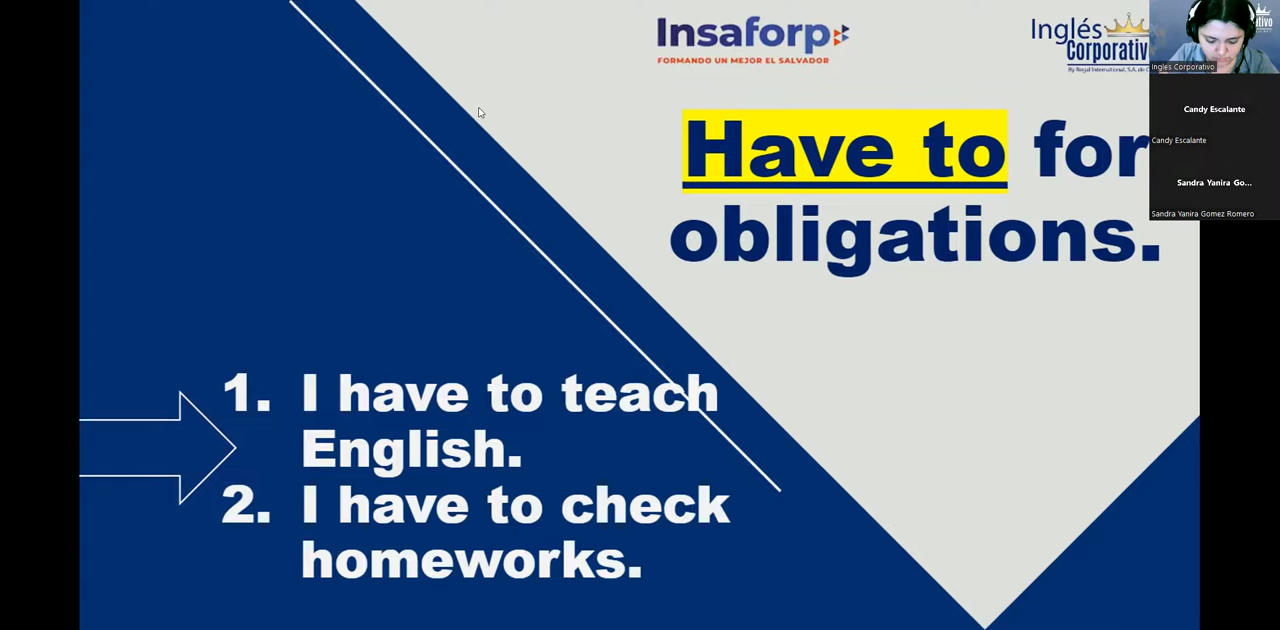 Insaforp
FORMANDO UN MEJOR EL SALVADOR
Inglés
Corporativ
By Regal International, S.A. de C
Inglés Corporativo
Candy Escalante
Candy Escalante
Sandra Yanira Go...
Sandra Yanira Gomez Romero
Have to for
obligations.
1. I have to teach
English.
2. I have to check
homeworks.